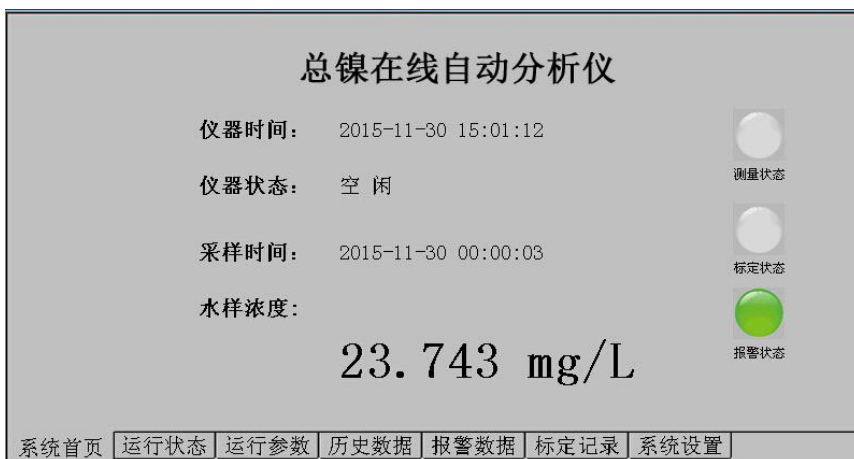 总镍在线自动分析仪
仪器时间: 2015-11-30 15:01:12
测量状态
仪器状态: 空 闲
采样时间: 2015-11-30 00:00:03
标定状态
水样浓度:
23.743 mg/L
报警状态
系统首页 运行状态 运行参数 历史数据 报警数据 标定记录 系统设置